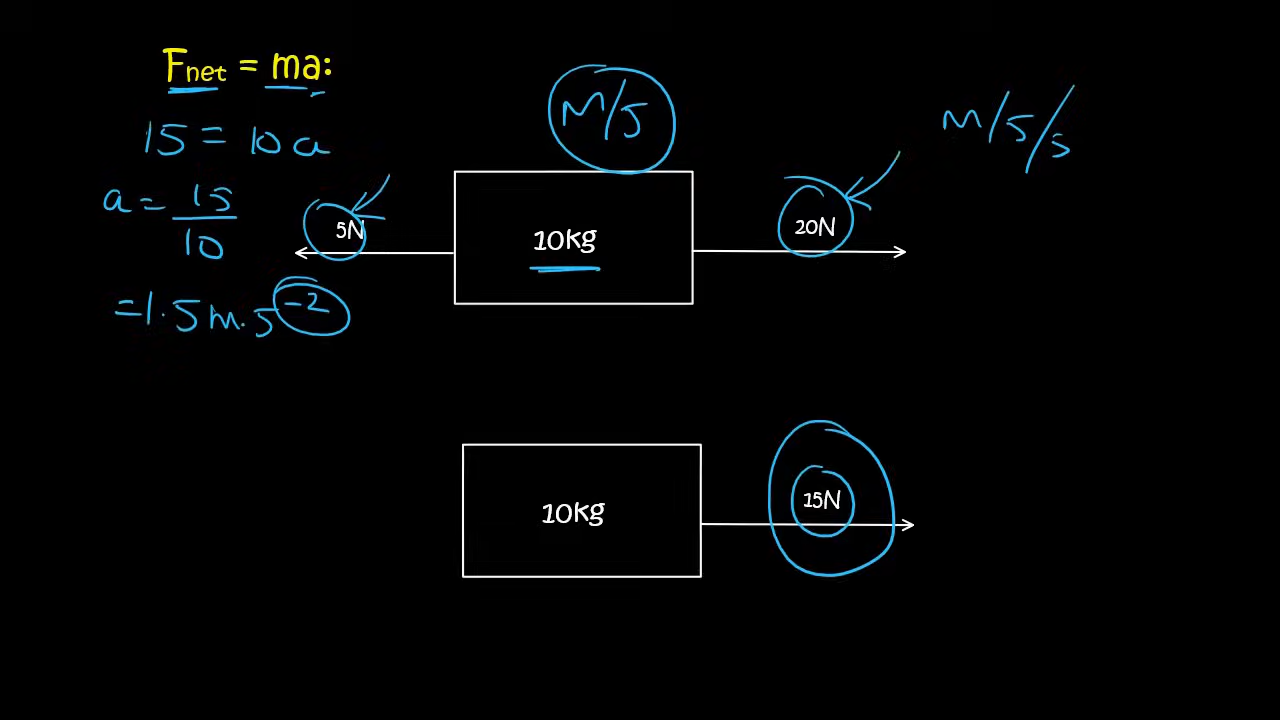 Fnet = ma:
15 = 10a
a = 15/10
= 1.5 m.s⁻²
m/s
m/s/s
5N
10kg
20N
10kg
15N